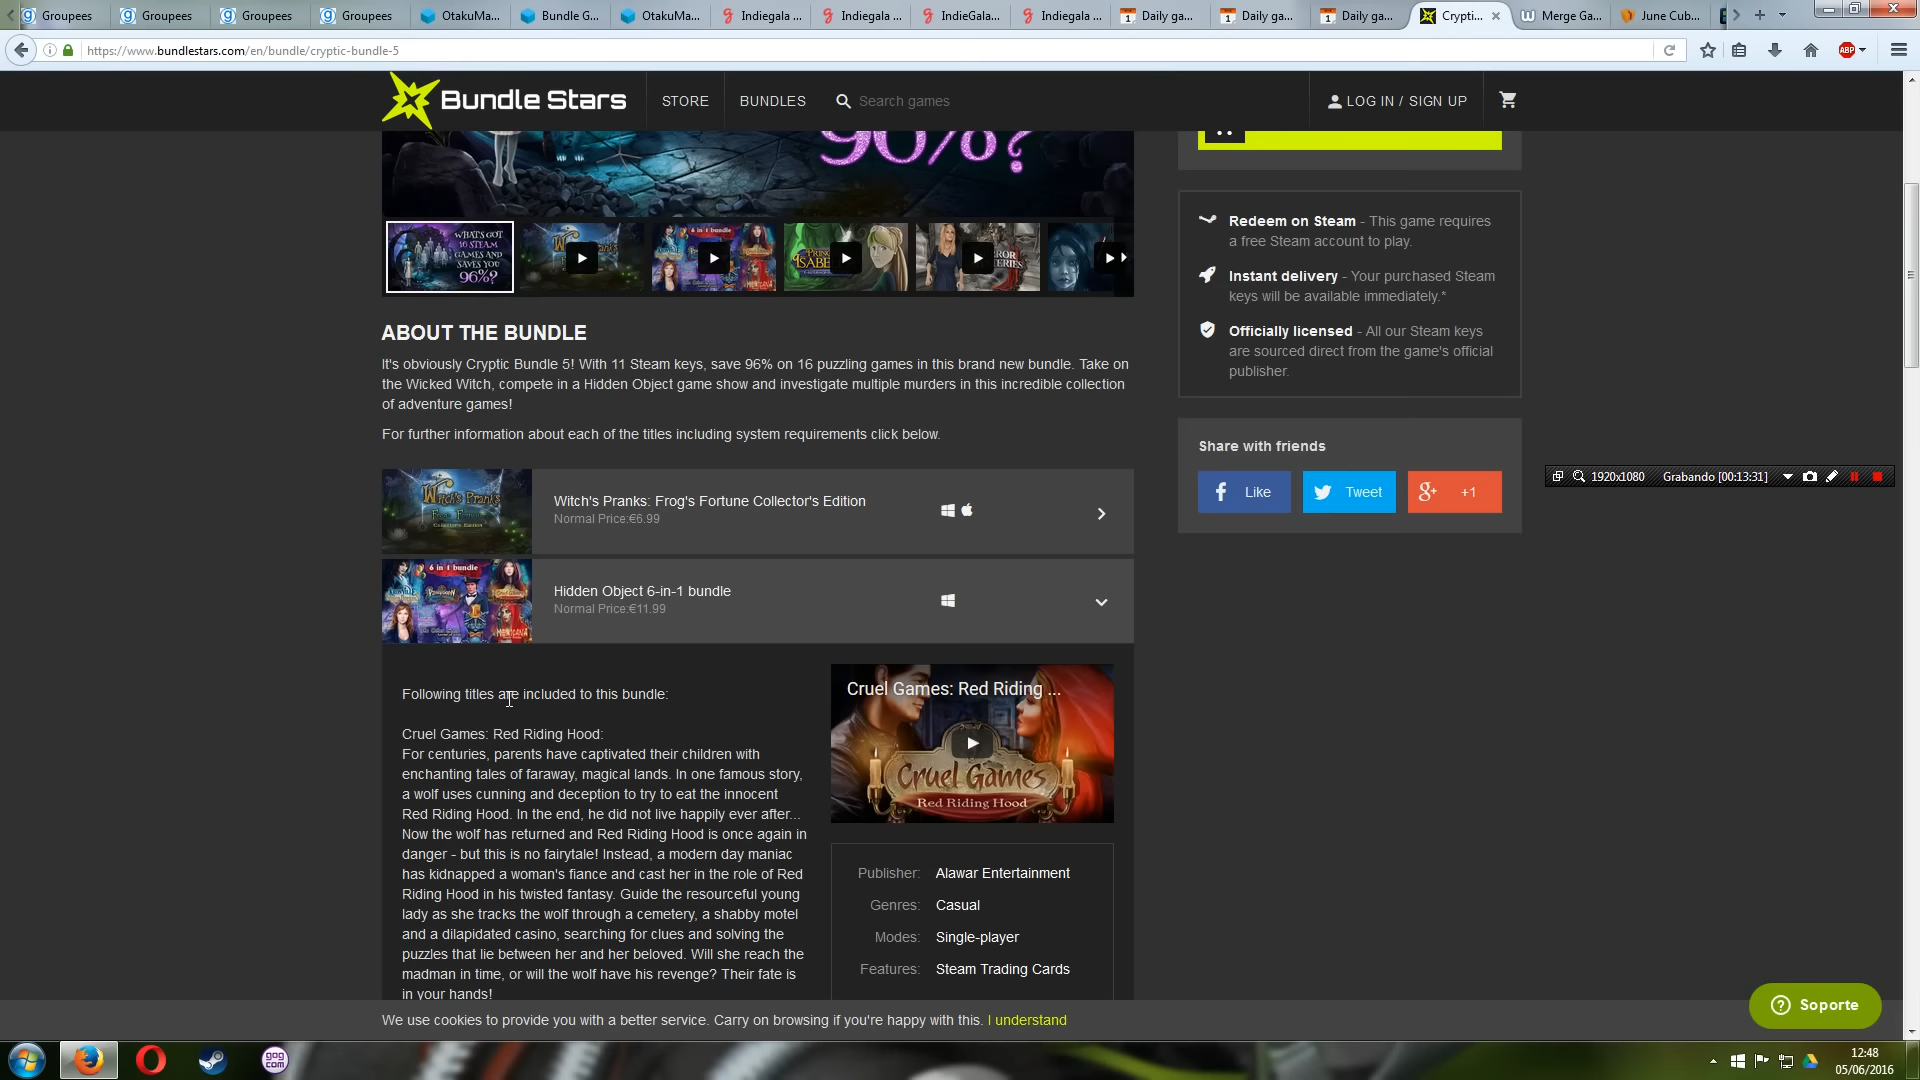 Groupees
Groupees
Groupees
Groupees
OtakuMa...
Bundle G...
OtakuMa...
Indiegala ...
Indiegala ...
IndieGala...
Indiegala ...
Daily ga...
Daily ga...
Daily ga...
Crypti...
Merge Ga...
June Cub...
https://www.bundlestars.com/en/bundle/cryptic-bundle-5
ABP
Bundle Stars
STORE
BUNDLES
Search games
LOG IN / SIGN UP
90%?
WHAT'S GOT
16 STEAM
GAMES AND
SAVES YOU
96%?
6 in 1 bundle
Redeem on Steam - This game requires
a free Steam account to play.
Instant delivery - Your purchased Steam
keys will be available immediately.*
Officially licensed - All our Steam keys
are sourced direct from the game's official
publisher.
ABOUT THE BUNDLE
It's obviously Cryptic Bundle 5! With 11 Steam keys, save 96% on 16 puzzling games in this brand new bundle. Take on
the Wicked Witch, compete in a Hidden Object game show and investigate multiple murders in this incredible collection
of adventure games!
For further information about each of the titles including system requirements click below.
Share with friends
Like
Tweet
g+ +1
1920x1080
Grabando [00:13:31]
Witch's Pranks
Frog's Fortune
Witch's Pranks: Frog's Fortune Collector's Edition
Normal Price:€6.99
6 in 1 bundle
Hidden Object 6-in-1 bundle
Normal Price:€11.99
Following titles are included to this bundle:
Cruel Games: Red Riding Hood:
For centuries, parents have captivated their children with
enchanting tales of faraway, magical lands. In one famous story,
a wolf uses cunning and deception to try to eat the innocent
Red Riding Hood. In the end, he did not live happily ever after...
Now the wolf has returned and Red Riding Hood is once again in
danger - but this is no fairytale! Instead, a modern day maniac
has kidnapped a woman's fiance and cast her in the role of Red
Riding Hood in his twisted fantasy. Guide the resourceful young
lady as she tracks the wolf through a cemetery, a shabby motel
and a dilapidated casino, searching for clues and solving the
puzzles that lie between her and her beloved. Will she reach the
madman in time, or will the wolf have his revenge? Their fate is
in your hands!
Cruel Games: Red Riding ...
Cruel Games
Red Riding Hood
Publisher: Alawar Entertainment
Genres: Casual
Modes: Single-player
Features: Steam Trading Cards
Soporte
We use cookies to provide you with a better service. Carry on browsing if you're happy with this. I understand
gog
com
12:48
05/06/2016